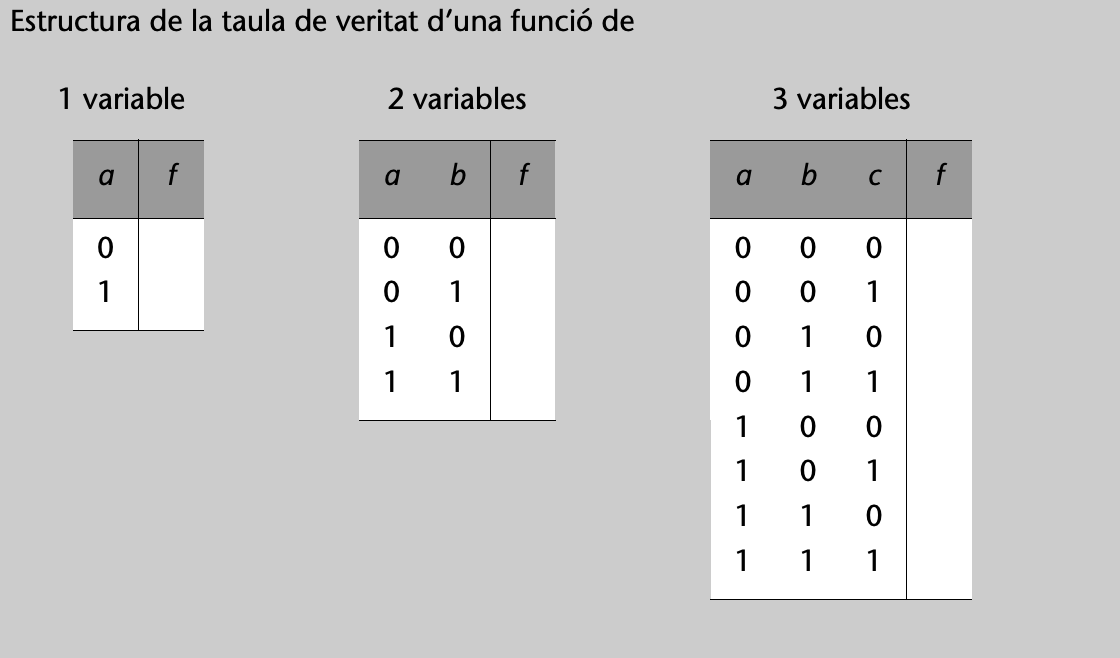 Estructura de la taula de veritat d’una funció de
1 variable
a f
0
1
2 variables
a b f
0 0
0 1
1 0
1 1
3 variables
a b c f
0 0 0
0 0 1
0 1 0
0 1 1
1 0 0
1 0 1
1 1 0
1 1 1